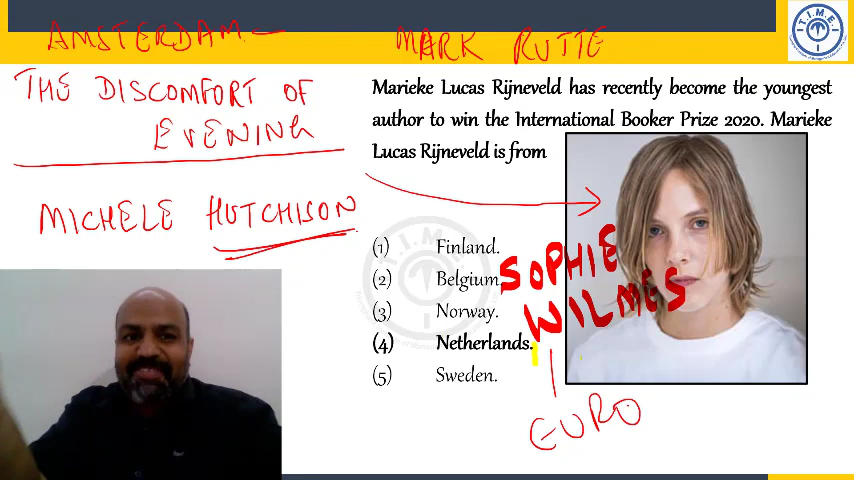 AMSTERDAM
MARK RUTTE
T.I.M.E.
THE DISCOMFORT OF
EVENING
MICHELE HUTCHISON
Marieke Lucas Rijneveld has recently become the youngest
author to win the International Booker Prize 2020. Marieke
Lucas Rijneveld is from
(1) Finland.
(2) Belgium.
(3) Norway.
(4) Netherlands.
(5) Sweden.
SOPHIE
WILMES
EURO